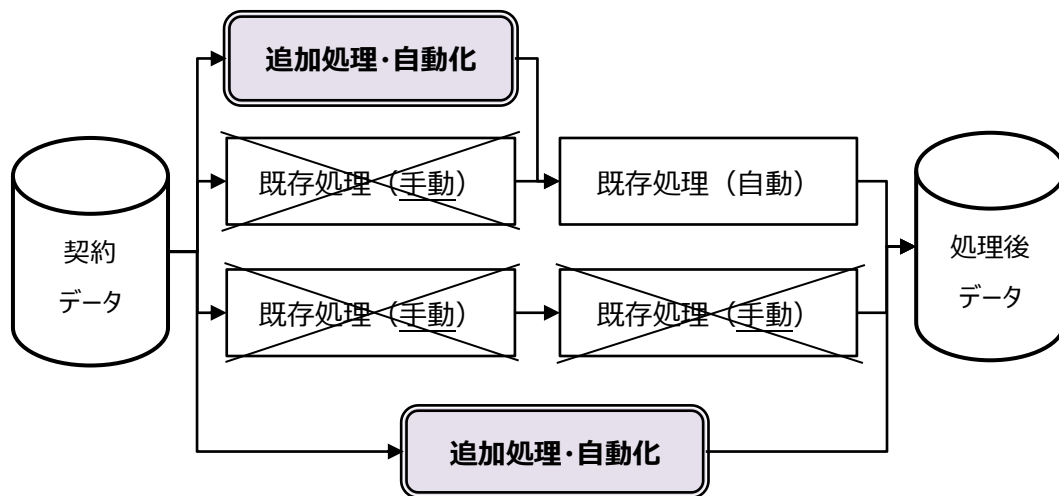 追加処理・自動化
既存処理（手動）
既存処理（自動）
契約
データ
処理後
データ
既存処理（手動）
既存処理（手動）
追加処理・自動化